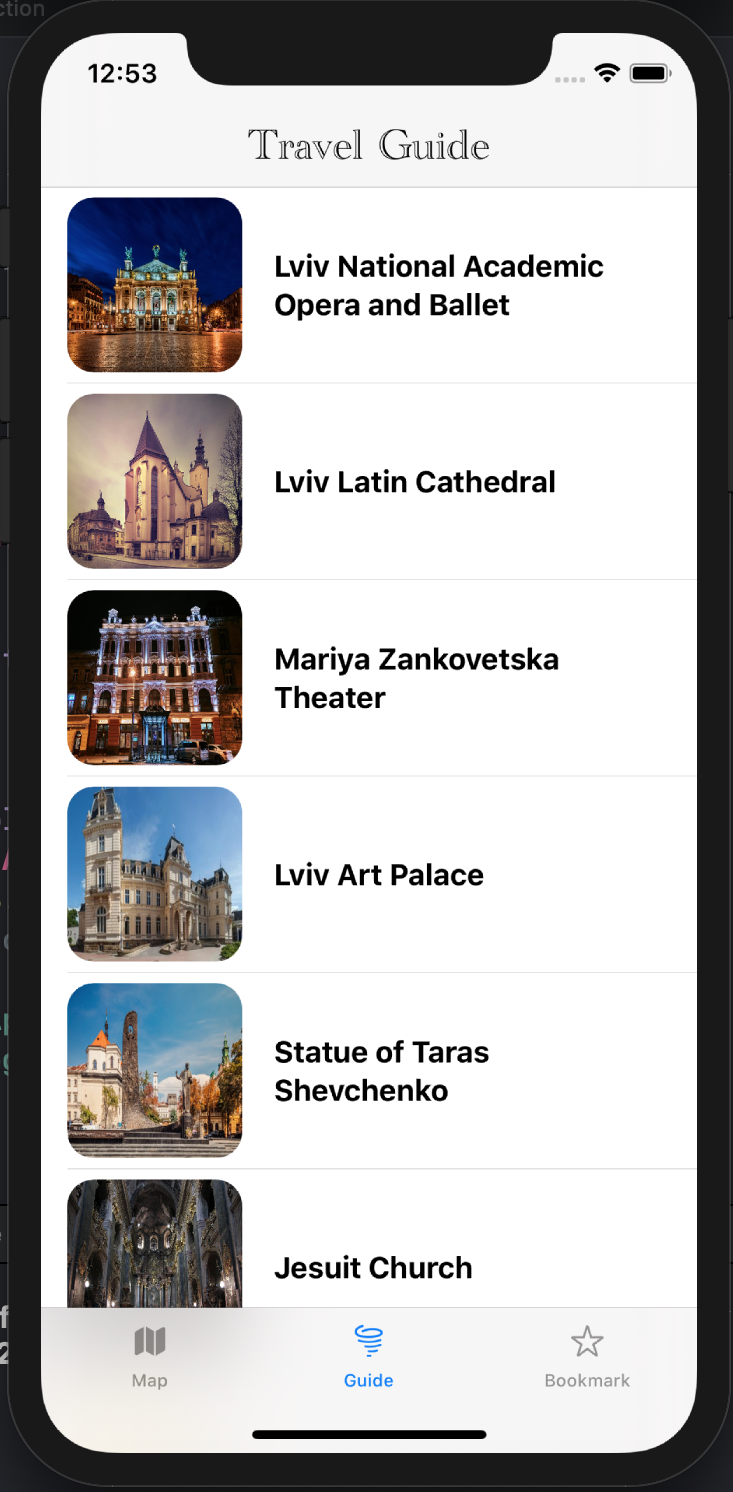 ction
12:53
Travel Guide
Lviv National Academic
Opera and Ballet
Lviv Latin Cathedral
Mariya Zankovetska
Theater
Lviv Art Palace
Statue of Taras
Shevchenko
Jesuit Church
Map
Guide
Bookmark